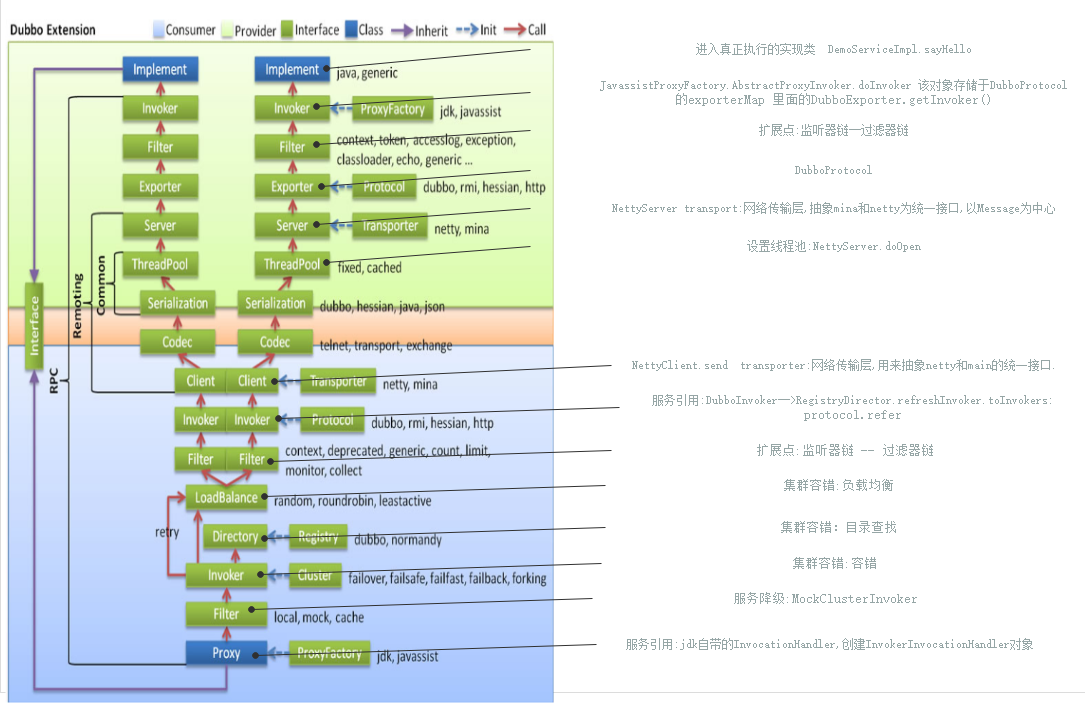 Dubbo Extension
Consumer
Provider
Interface
Class
Inherit
Init
Call
Implement
Implement
java, generic
进入真正执行的实现类 DemoServiceImpl.sayHello
Invoker
Invoker
ProxyFactory
jdk, javassist
JavassistProxyFactory.AbstractProxyInvoker.doInvoker 该对象存储于DubboProtocol
的exporterMap 里面的DubboExporter.getInvoker()
Filter
Filter
context, token, accesslog, exception,
classloader, echo, generic ...
扩展点:监听器链—过滤器链
Exporter
Exporter
Protocol
dubbo, rmi, hessian, http
DubboProtocol
Server
Server
Transporter
netty, mina
NettyServer transport:网络传输层,抽象mina和netty为统一接口,以Message为中心
ThreadPool
ThreadPool
fixed, cached
设置线程池:NettyServer.doOpen
Serialization
Serialization
dubbo, hessian, java, json
Codec
Codec
telnet, transport, exchange
Interface
RPC
Remoting
Common
Client
Client
Transporter
netty, mina
NettyClient.send transporter:网络传输层,用来抽象netty和main的统一接口.
Invoker
Invoker
Protocol
dubbo, rmi, hessian, http
服务引用:DubboInvoker—>RegistryDirector.refreshInvoker.toInvokers:
protocol.refer
Filter
Filter
context, deprecated, generic, count, limit,
monitor, collect
扩展点:监听器链 -- 过滤器链
LoadBalance
random, roundrobin, leastactive
集群容错:负载均衡
retry
Directory
Registry
dubbo, normandy
集群容错: 目录查找
Invoker
Cluster
failover, failsafe, failfast, failback, forking
集群容错:容错
Filter
local, mock, cache
服务降级:MockClusterInvoker
Proxy
ProxyFactory
jdk, javassist
服务引用:jdk自带的InvocationHandler,创建InvokerInvocationHandler对象